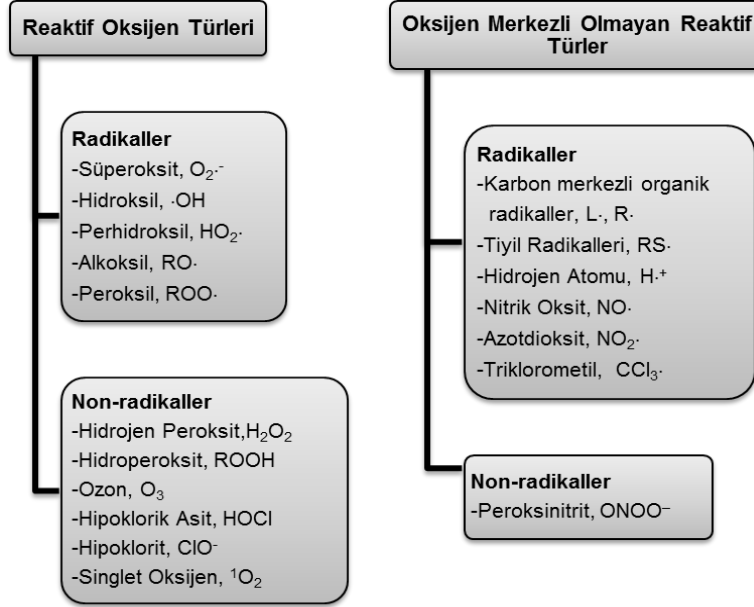 Reaktif Oksijen Türleri
Radikaller
-Süperoksit, O₂·⁻
-Hidroksil, ·OH
-Perhidroksil, HO₂·
-Alkoksil, RO·
-Peroksil, ROO·
Non-radikaller
-Hidrojen Peroksit,H₂O₂
-Hidroperoksit, ROOH
-Ozon, O₃
-Hipoklorik Asit, HOCl
-Hipoklorit, ClO⁻
-Singlet Oksijen, ¹O₂
Oksijen Merkezli Olmayan Reaktif
Türler
Radikaller
-Karbon merkezli organik
radikaller, L·, R·
-Tiyil Radikalleri, RS·
-Hidrojen Atomu, H·⁺
-Nitrik Oksit, NO·
-Azotdioksit, NO₂·
-Triklorometil, CCl₃·
Non-radikaller
-Peroksinitrit, ONOO⁻